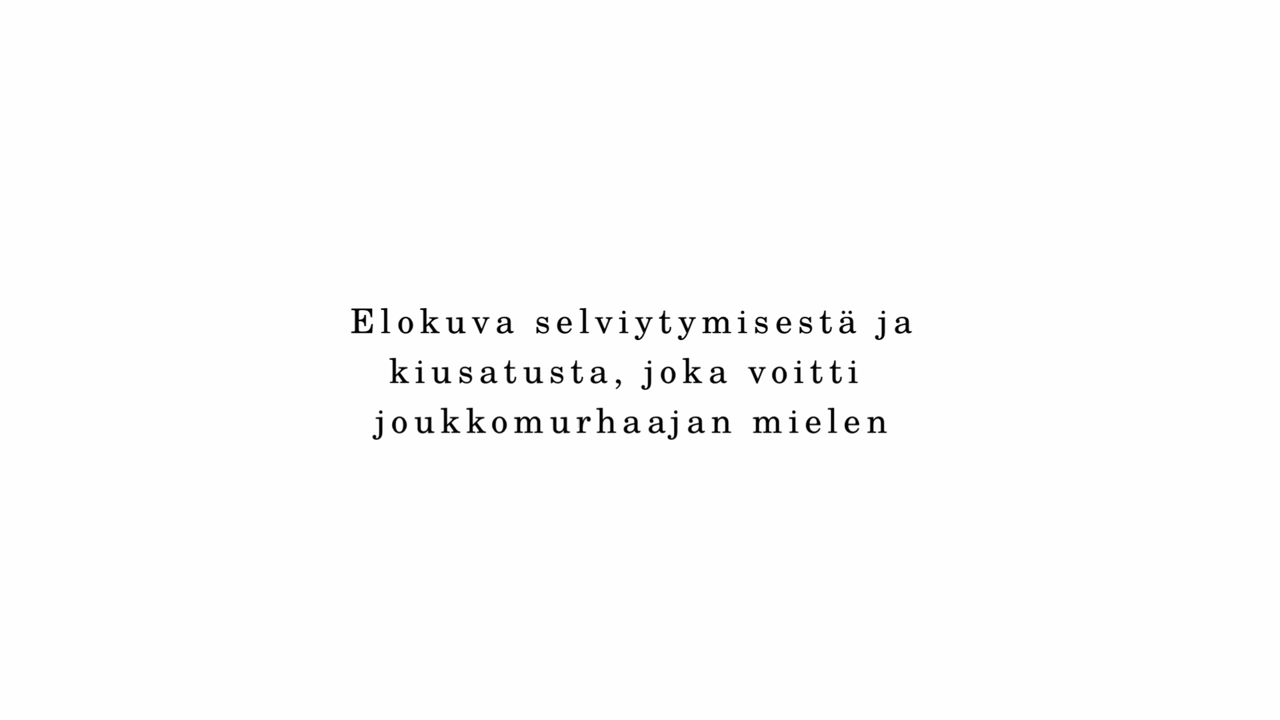 Elokuva selviytymisestä ja
kiusatusta, joka voitti
joukkomurhaajan mielen